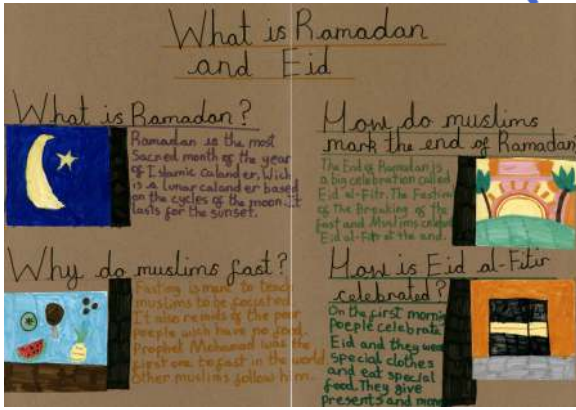 What is Ramadan
and Eid
What is Ramadan?
Ramadan is the most
Sacred month of the year
of Islamic calander. Wich
is a lunar calander based
on the cycles of the moon. It
lasts for the sunset.
Why do muslims fast?
Fasting is ment to teach
muslims to be focused.
It also reminds of the poor
people wich have no food.
Prophet Mohamad was the
first one to fast in the world
Other muslims follow him.
How do muslims
mark the end of Ramadan
The End of Ramadan is
a big celebration called
Eid al-Fitr. The Festival
of the Breaking of the
fast and Muslims celebrate
Eid al-Fitr at the end.
How is Eid al-Fitir
celebrated?
On the first morning
People celebrate
Eid and they wear
special clothes
and eat special
food. They give
presents and money